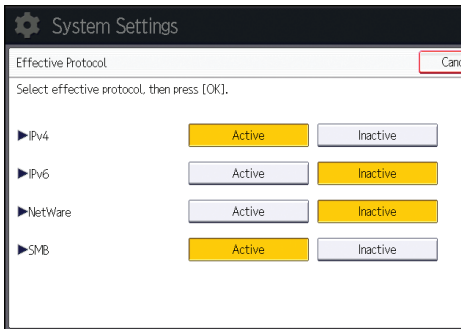 System Settings
Effective Protocol
Select effective protocol, then press [OK].
►IPv4 Active Inactive
►IPv6 Active Inactive
►NetWare Active Inactive
►SMB Active Inactive